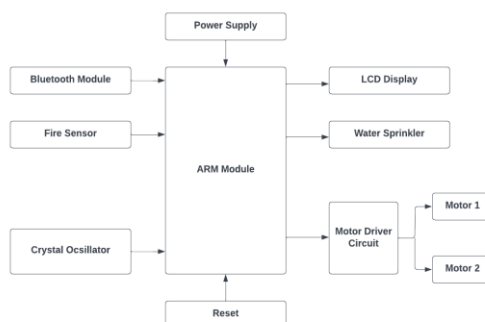 Power Supply
Bluetooth Module
LCD Display
Fire Sensor
Water Sprinkler
ARM Module
Motor 1
Motor Driver
Circuit
Crystal Ocsillator
Motor 2
Reset